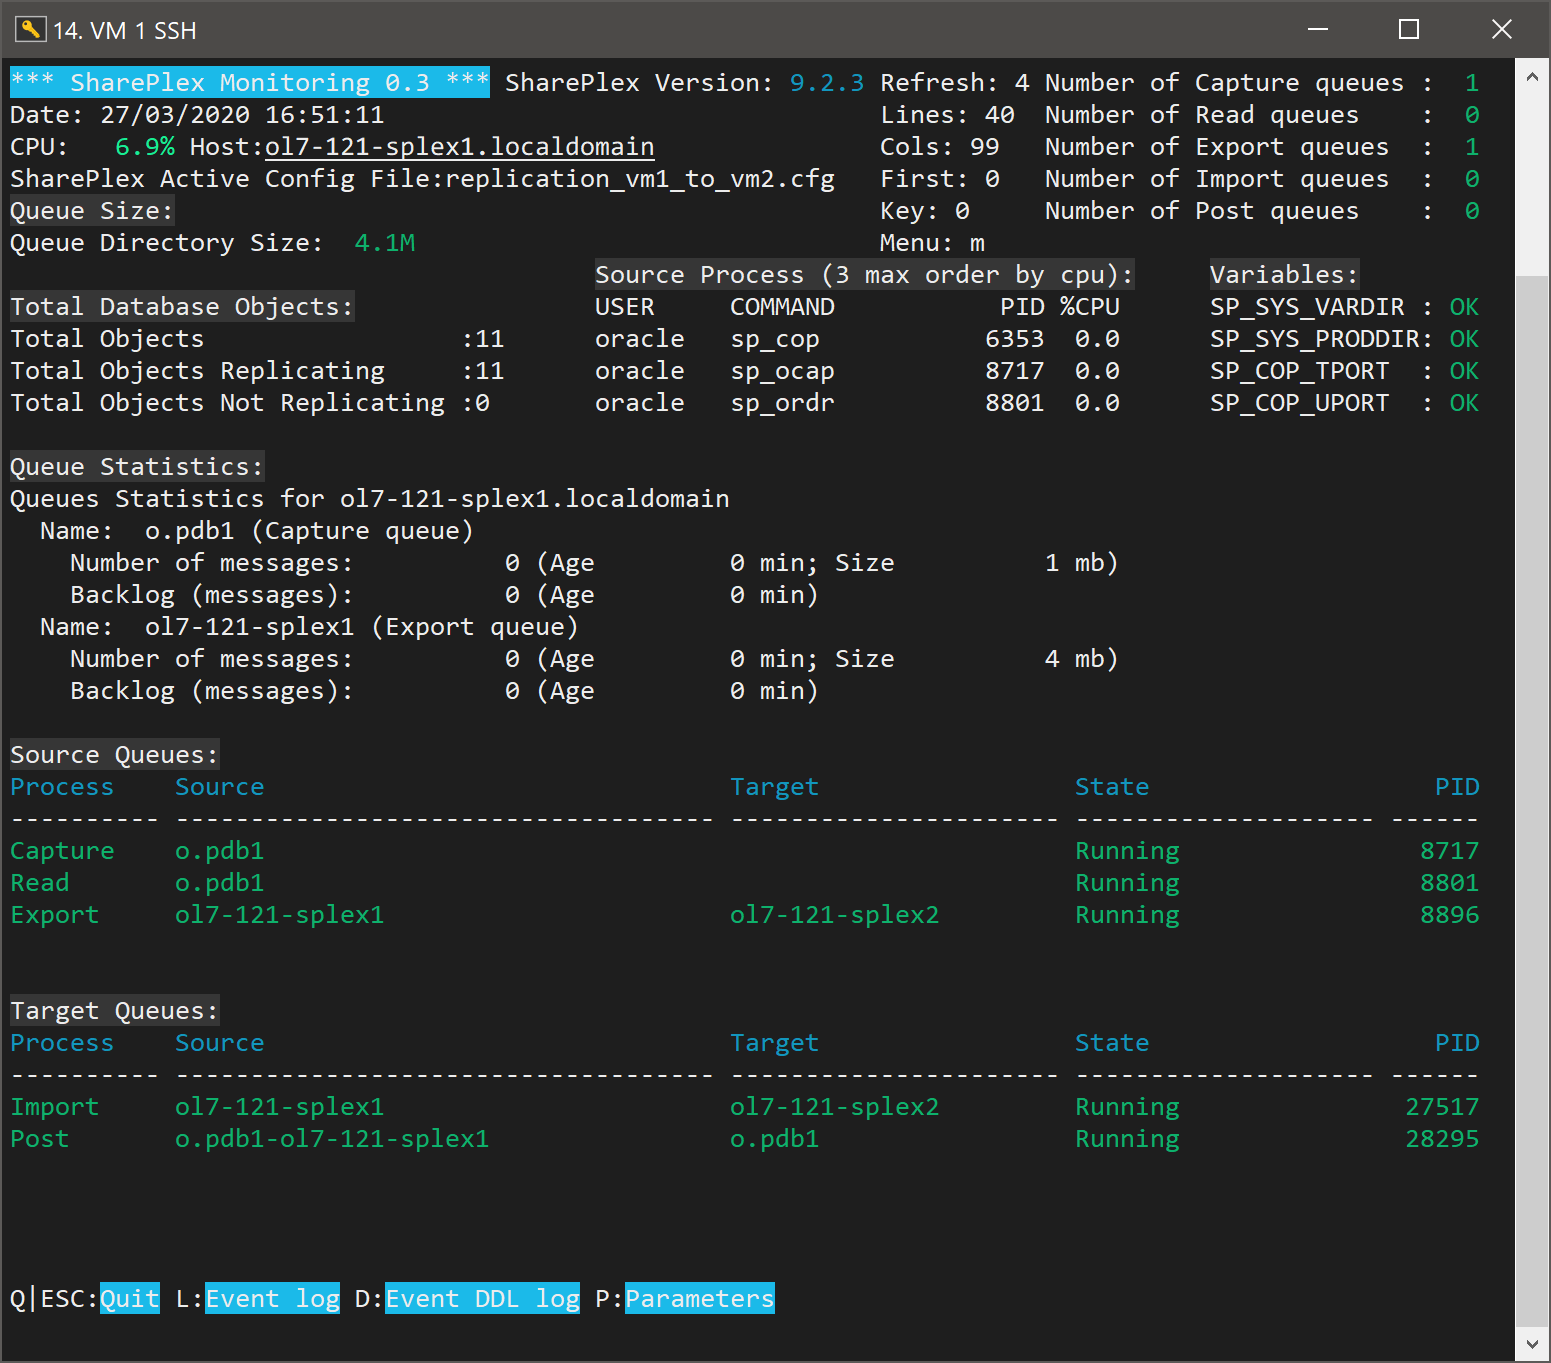 14. VM 1 SSH
*** SharePlex Monitoring 0.3 *** SharePlex Version: 9.2.3 Refresh: 4 Number of Capture queues : 1
Date: 27/03/2020 16:51:11 Lines: 40 Number of Read queues : 0
CPU: 6.9% Host:ol7-121-splex1.localdomain Cols: 99 Number of Export queues : 1
SharePlex Active Config File:replication_vm1_to_vm2.cfg First: 0 Number of Import queues : 0
Queue Size: Key: 0 Number of Post queues : 0
Queue Directory Size: 4.1M Menu: m
Source Process (3 max order by cpu): Variables:
Total Database Objects: USER COMMAND PID %CPU SP_SYS_VARDIR : OK
Total Objects :11 oracle sp_cop 6353 0.0 SP_SYS_PRODDIR: OK
Total Objects Replicating :11 oracle sp_ocap 8717 0.0 SP_COP_TPORT : OK
Total Objects Not Replicating :0 oracle sp_ordr 8801 0.0 SP_COP_UPORT : OK
Queue Statistics:
Queues Statistics for ol7-121-splex1.localdomain
Name: o.pdb1 (Capture queue)
Number of messages: 0 (Age 0 min; Size 1 mb)
Backlog (messages): 0 (Age 0 min)
Name: ol7-121-splex1 (Export queue)
Number of messages: 0 (Age 0 min; Size 4 mb)
Backlog (messages): 0 (Age 0 min)
Source Queues:
Process Source Target State PID
---------- ------------------------------------ ---------------------- -------------------- ------
Capture o.pdb1 Running 8717
Read o.pdb1 Running 8801
Export ol7-121-splex1 ol7-121-splex2 Running 8896
Target Queues:
Process Source Target State PID
---------- ------------------------------------ ---------------------- -------------------- ------
Import ol7-121-splex1 ol7-121-splex2 Running 27517
Post o.pdb1-ol7-121-splex1 o.pdb1 Running 28295
Q|ESC:Quit L:Event log D:Event DDL log P:Parameters